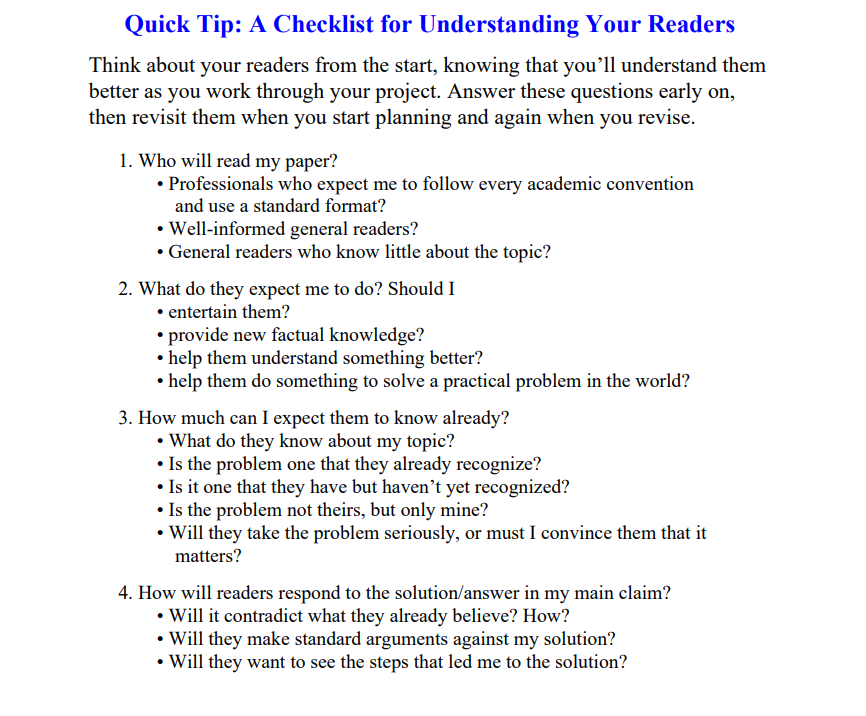 Quick Tip: A Checklist for Understanding Your Readers
Think about your readers from the start, knowing that you’ll understand them
better as you work through your project. Answer these questions early on,
then revisit them when you start planning and again when you revise.
1. Who will read my paper?
• Professionals who expect me to follow every academic convention
and use a standard format?
• Well-informed general readers?
• General readers who know little about the topic?
2. What do they expect me to do? Should I
• entertain them?
• provide new factual knowledge?
• help them understand something better?
• help them do something to solve a practical problem in the world?
3. How much can I expect them to know already?
• What do they know about my topic?
• Is the problem one that they already recognize?
• Is it one that they have but haven’t yet recognized?
• Is the problem not theirs, but only mine?
• Will they take the problem seriously, or must I convince them that it
matters?
4. How will readers respond to the solution/answer in my main claim?
• Will it contradict what they already believe? How?
• Will they make standard arguments against my solution?
• Will they want to see the steps that led me to the solution?